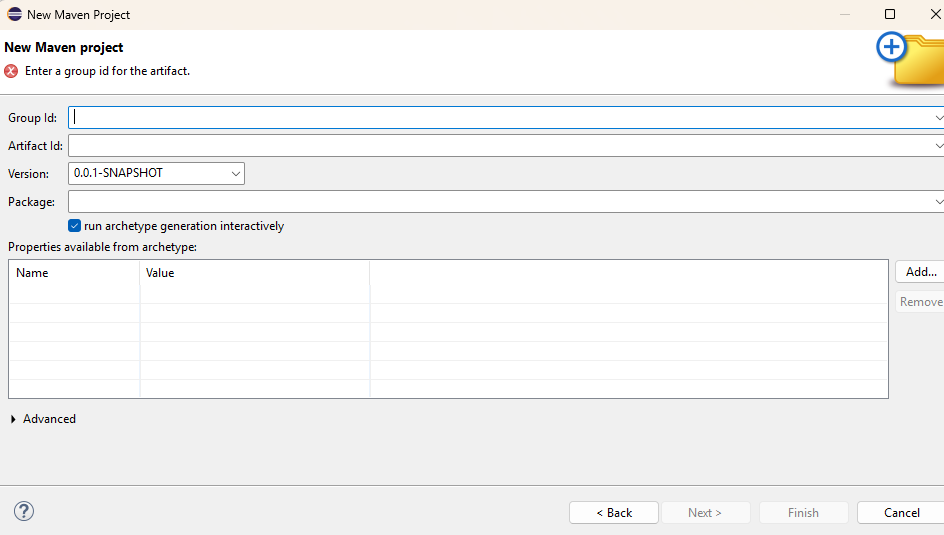 New Maven Project
New Maven project
Enter a group id for the artifact.
Group Id:
Artifact Id:
Version: 0.0.1-SNAPSHOT
Package:
run archetype generation interactively
Properties available from archetype:
Name Value
Add...
Remove
Advanced
? < Back Next > Finish Cancel